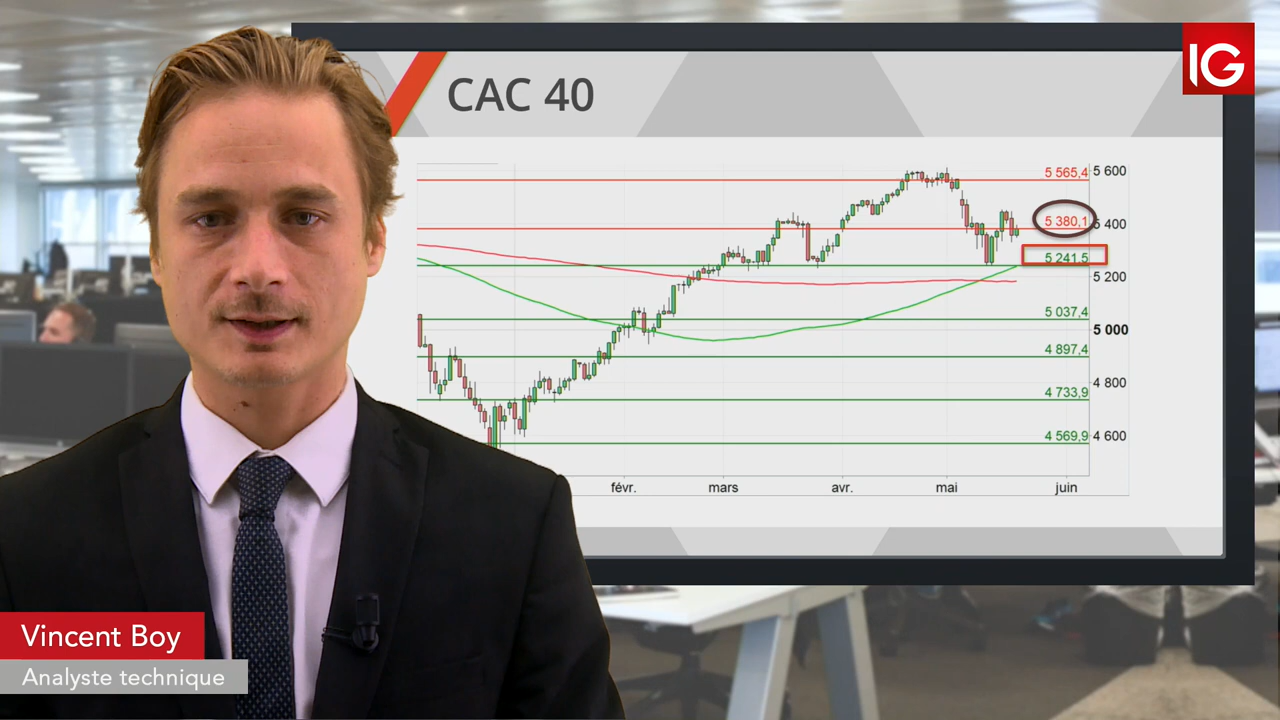 IG
CAC 40
5 565,4
5 600
5 380,1
5 400
5 241,5
5 200
5 037,4
5 000
4 897,4
4 800
4 733,9
4 600
4 569,9
févr. mars avr. mai juin
Vincent Boy
Analyste technique